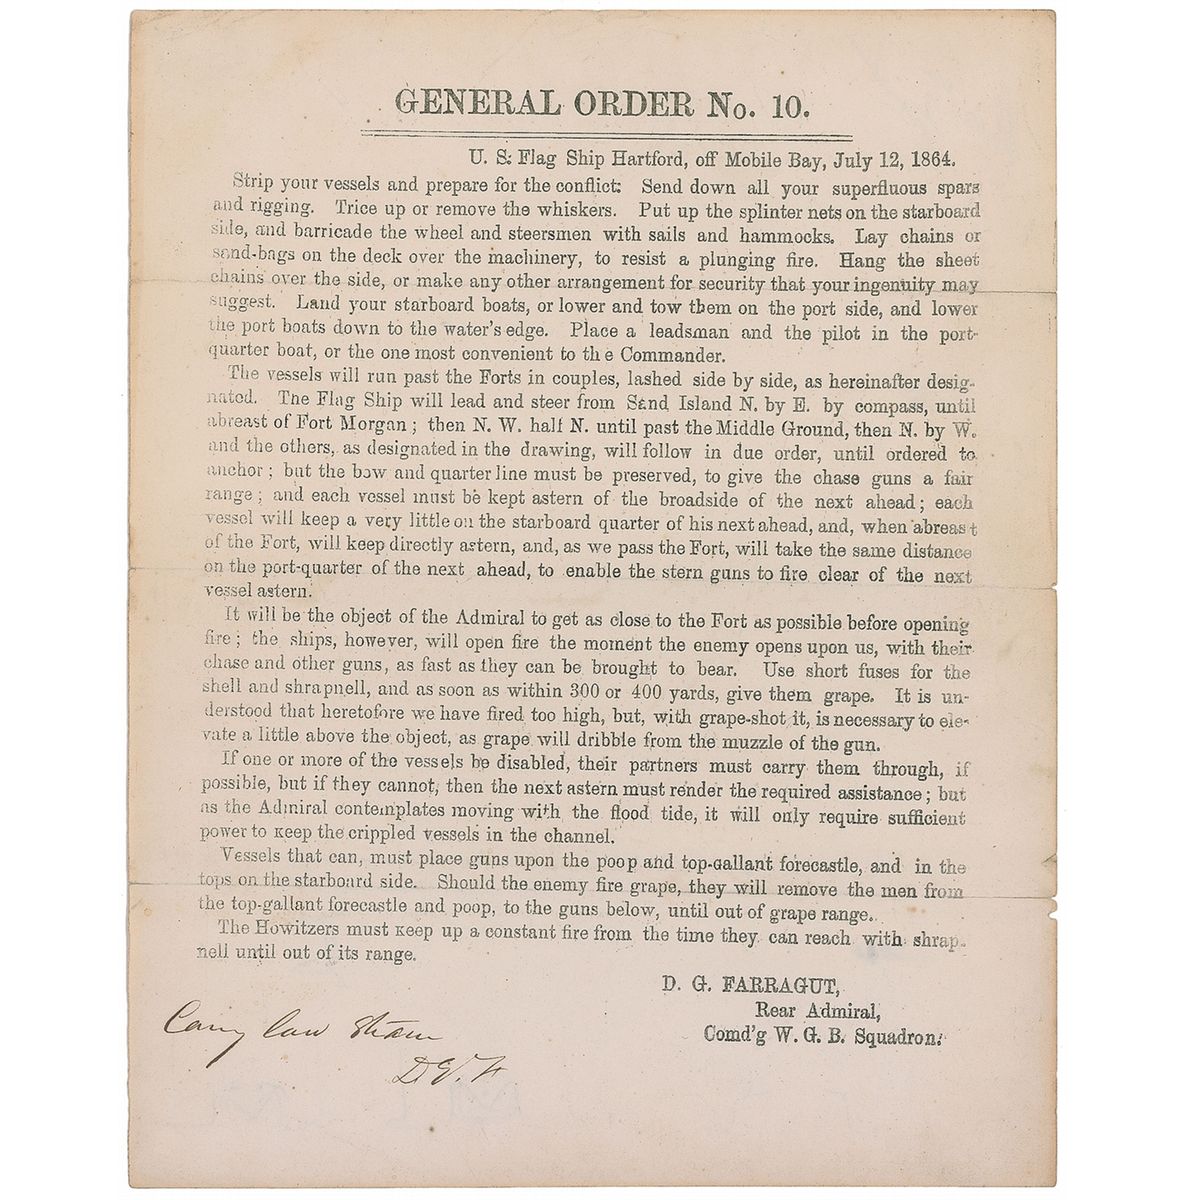 GENERAL ORDER No. 10.
U. S. Flag Ship Hartford, off Mobile Bay, July 12, 1864.
Strip your vessels and prepare for the conflict: Send down all your superfluous spars
and rigging. Trice up or remove the whiskers. Put up the splinter nets on the starboard
side, and barricade the wheel and steersmen with sails and hammocks. Lay chains or
sand-bags on the deck over the machinery, to resist a plunging fire. Hang the sheet
chains over the side, or make any other arrangement for security that your ingenuity may
suggest. Land your starboard boats, or lower and tow them on the port side, and lower
the port boats down to the water's edge. Place a leadsman and the pilot in the port-
quarter boat, or the one most convenient to the Commander.
The vessels will run past the Forts in couples, lashed side by side, as hereinafter desig-
nated. The Flag Ship will lead and steer from Sand Island N. by E. by compass, until
abreast of Fort Morgan; then N. W. half N. until past the Middle Ground, then N. by W.
and the others, as designated in the drawing, will follow in due order, until ordered to
anchor; but the bow and quarter line must be preserved, to give the chase guns a fair
range; and each vessel must be kept astern of the broadside of the next ahead; each
vessel will keep a very little on the starboard quarter of his next ahead, and, when abreast
of the Fort, will keep directly astern, and, as we pass the Fort, will take the same distance
on the port-quarter of the next ahead, to enable the stern guns to fire clear of the next
vessel astern.
It will be the object of the Admiral to get as close to the Fort as possible before opening
fire; the ships, however, will open fire the moment the enemy opens upon us, with their
chase and other guns, as fast as they can be brought to bear. Use short fuses for the
shell and shrapnell, and as soon as within 300 or 400 yards, give them grape. It is un-
derstood that heretofore we have fired too high, but, with grape-shot it, is necessary to ele-
vate a little above the object, as grape will dribble from the muzzle of the gun.
If one or more of the vessels be disabled, their partners must carry them through, if
possible, but if they cannot, then the next astern must render the required assistance; but
as the Admiral contemplates moving with the flood tide, it will only require sufficient
power to keep the crippled vessels in the channel.
Vessels that can, must place guns upon the poop and top-gallant forecastle, and in the
tops on the starboard side. Should the enemy fire grape, they will remove the men from
the top-gallant forecastle and poop, to the guns below, until out of grape range.
The Howitzers must keep up a constant fire from the time they can reach with shrap-
nell until out of its range.
D. G. FARRAGUT,
Rear Admiral,
Comd'g W. G. B. Squadron.
Carry low steam
D. G. F